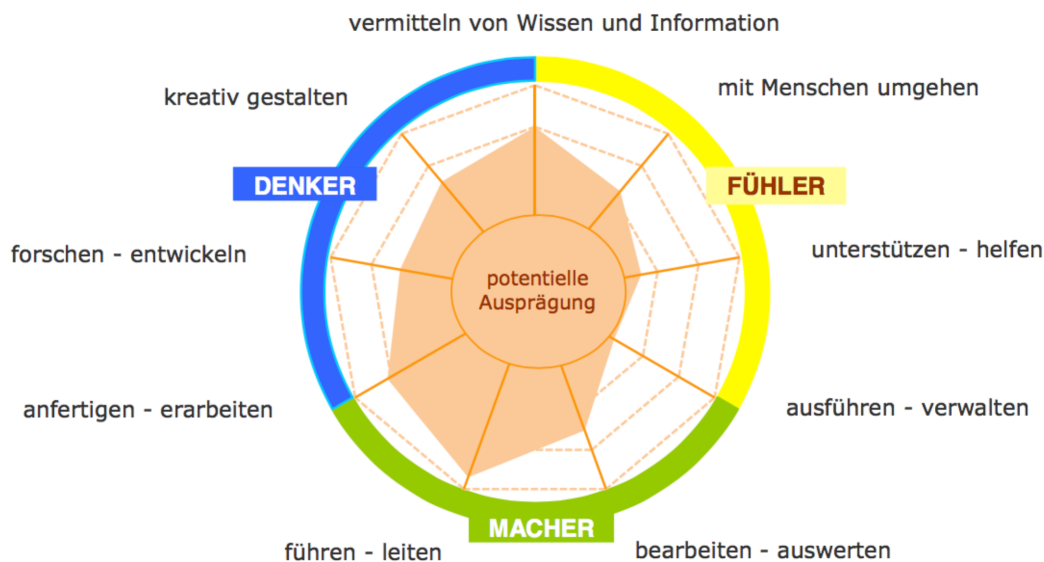 vermitteln von Wissen und Information
kreativ gestalten
mit Menschen umgehen
DENKER
FÜHLER
forschen - entwickeln
unterstützen - helfen
potentielle
Ausprägung
anfertigen - erarbeiten
ausführen - verwalten
MACHER
führen - leiten
bearbeiten - auswerten